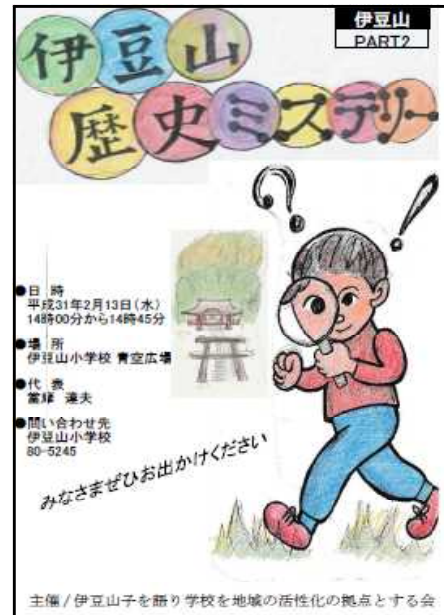 伊豆山
PART2
伊豆山
歴史ミステリー
？！
●日 時
平成31年2月13日(水)
14時00分から14時45分
●場 所
伊豆山小学校 青空広場
●代 表
達夫
●問い合わせ先
伊豆山小学校
80-5245
みなさまぜひお出かけください
主催/伊豆山子を語り学校を地域の活性化の拠点とする会